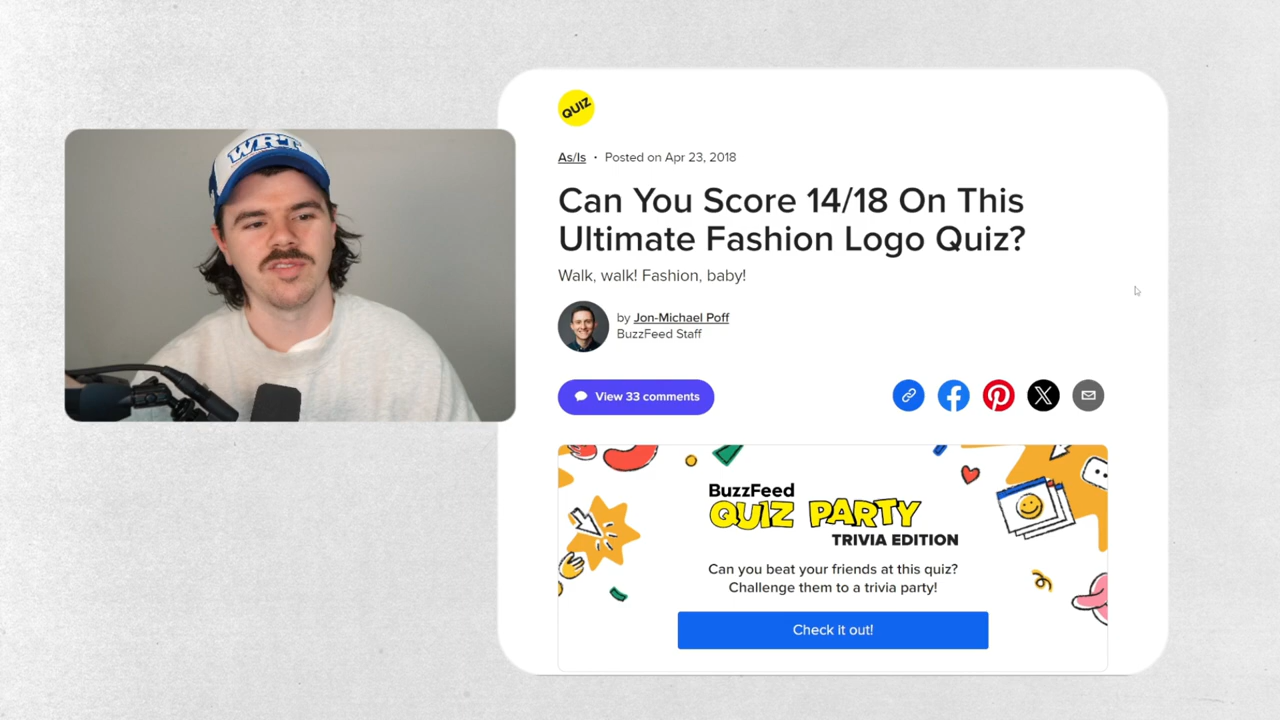 WRT
QUIZ
As/Is · Posted on Apr 23, 2018
Can You Score 14/18 On This
Ultimate Fashion Logo Quiz?
Walk, walk! Fashion, baby!
by Jon-Michael Poff
BuzzFeed Staff
View 33 comments
BuzzFeed
QUIZ PARTY
TRIVIA EDITION
Can you beat your friends at this quiz?
Challenge them to a trivia party!
Check it out!